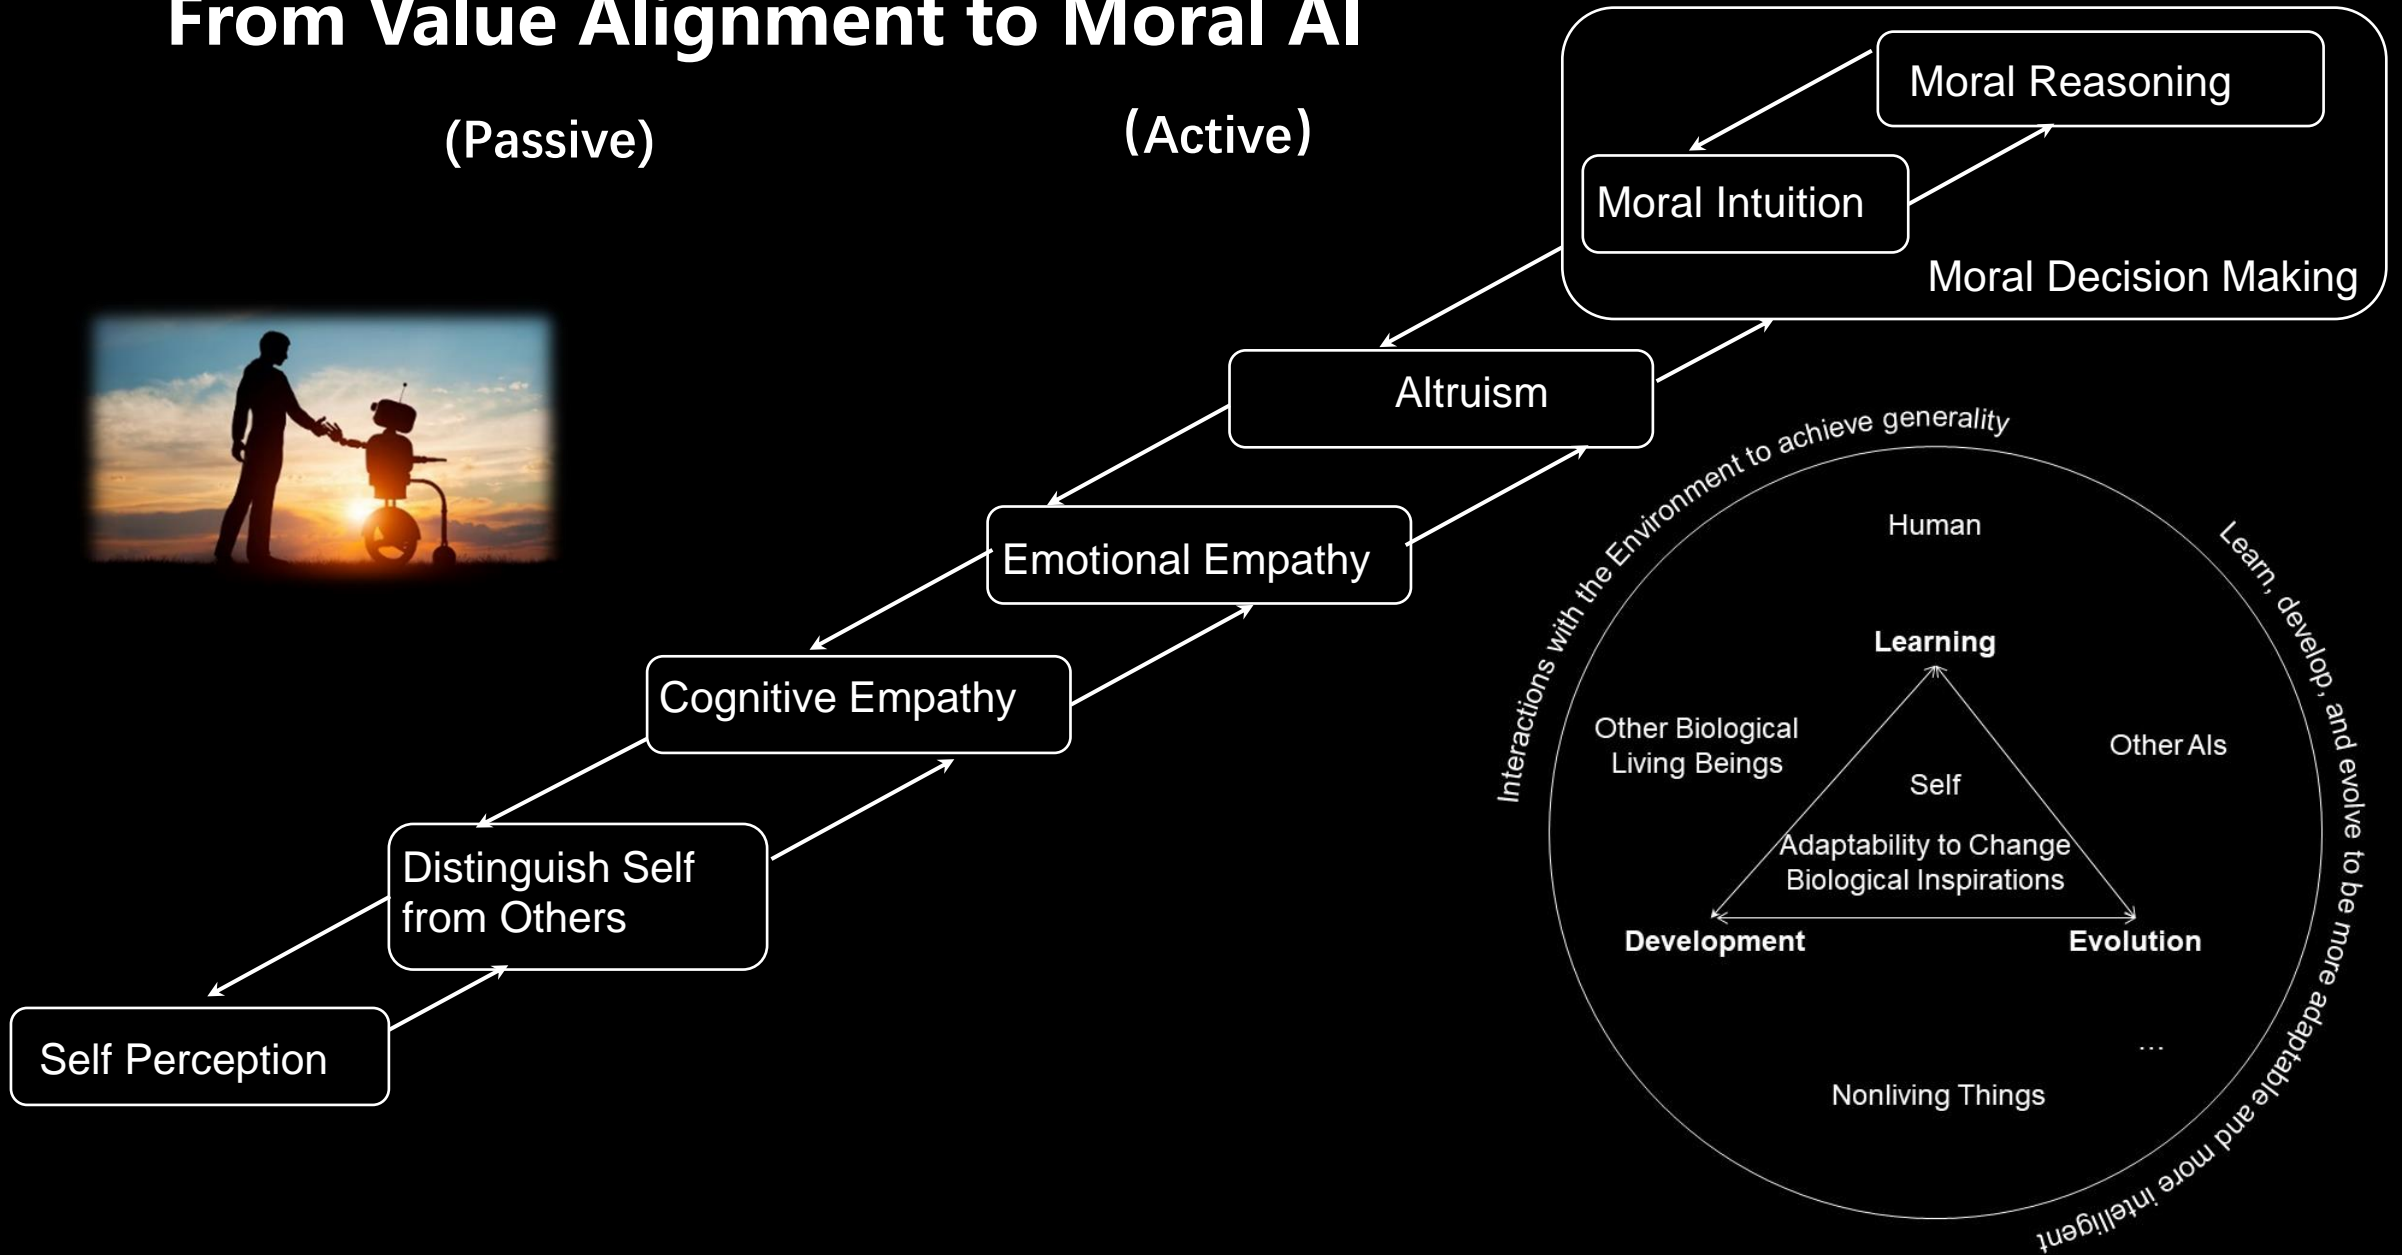 From Value Alignment to Moral AI
(Passive)
(Active)
Moral Reasoning
Moral Intuition
Moral Decision Making
Altruism
Emotional Empathy
Cognitive Empathy
Distinguish Self
from Others
Self Perception
Interactions with the Environment to achieve generality
Learn, develop, and evolve to be more adaptable and more intelligent
Human
Learning
Other Biological
Living Beings
Other AIs
Self
Adaptability to Change
Biological Inspirations
Development
Evolution
...
Nonliving Things